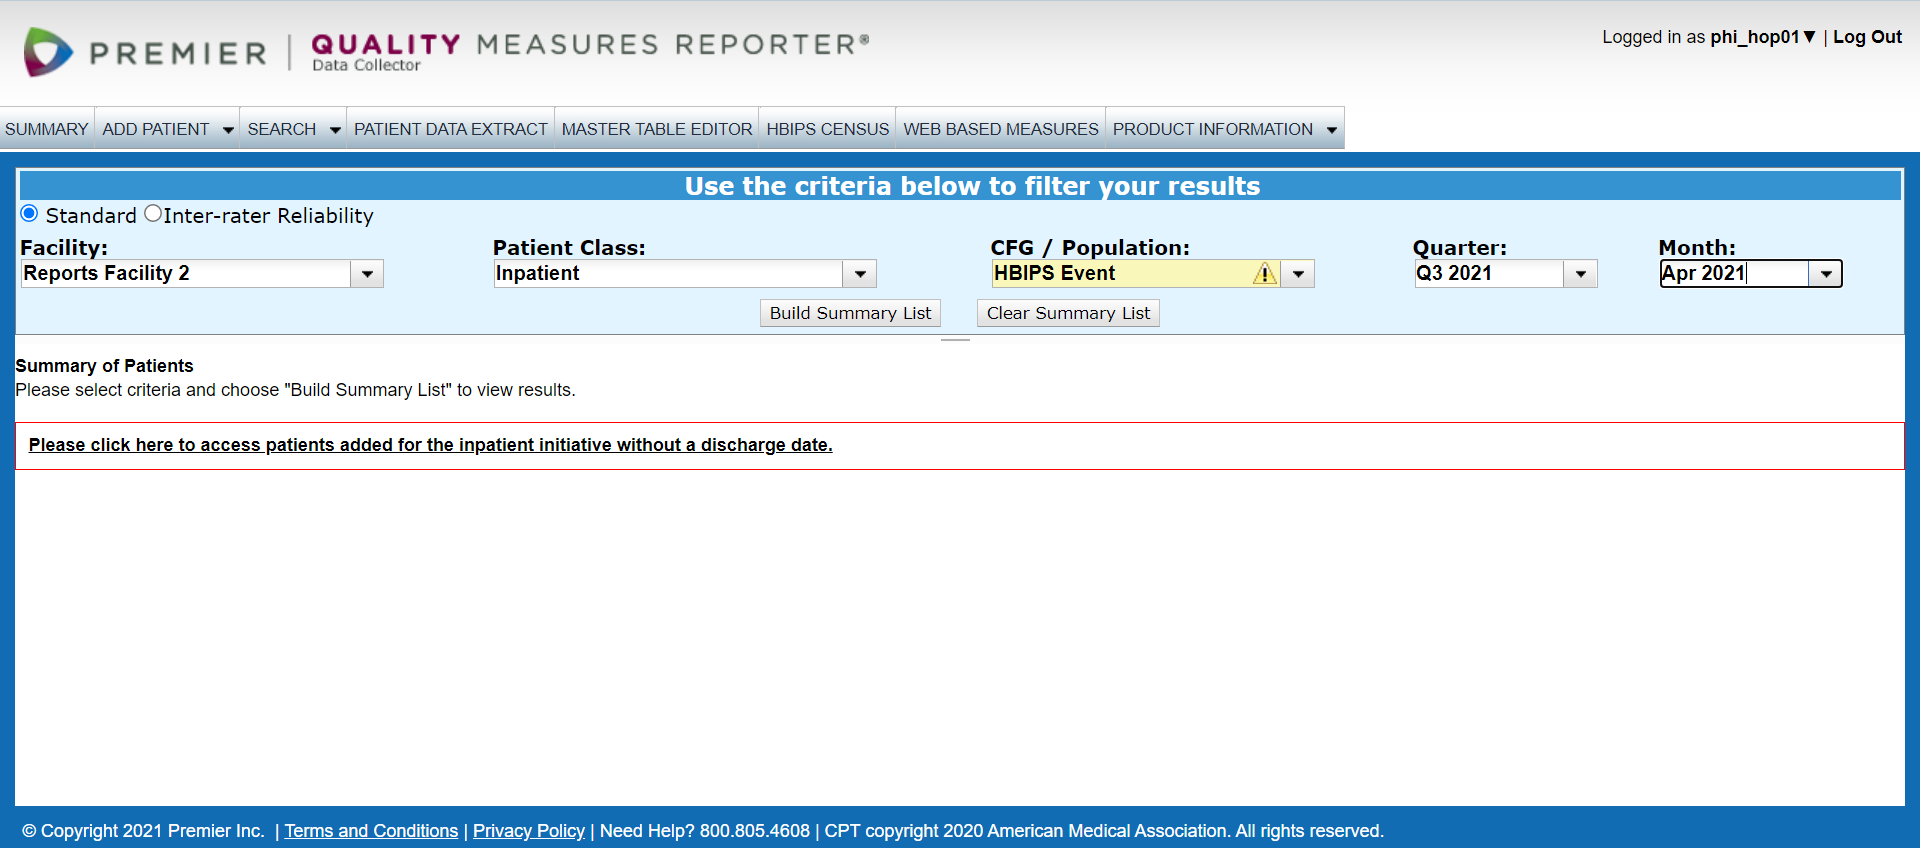 PREMIER | QUALITY MEASURES REPORTER®
Data Collector
Logged in as phi_hop01▼ | Log Out
SUMMARY ADD PATIENT SEARCH PATIENT DATA EXTRACT MASTER TABLE EDITOR HBIPS CENSUS WEB BASED MEASURES PRODUCT INFORMATION
Use the criteria below to filter your results
Standard Inter-rater Reliability
Facility: Patient Class: CFG / Population: Quarter: Month:
Reports Facility 2 Inpatient HBIPS Event Q3 2021 Apr 2021
Build Summary List Clear Summary List
Summary of Patients
Please select criteria and choose "Build Summary List" to view results.
Please click here to access patients added for the inpatient initiative without a discharge date.
© Copyright 2021 Premier Inc. | Terms and Conditions | Privacy Policy | Need Help? 800.805.4608 | CPT copyright 2020 American Medical Association. All rights reserved.